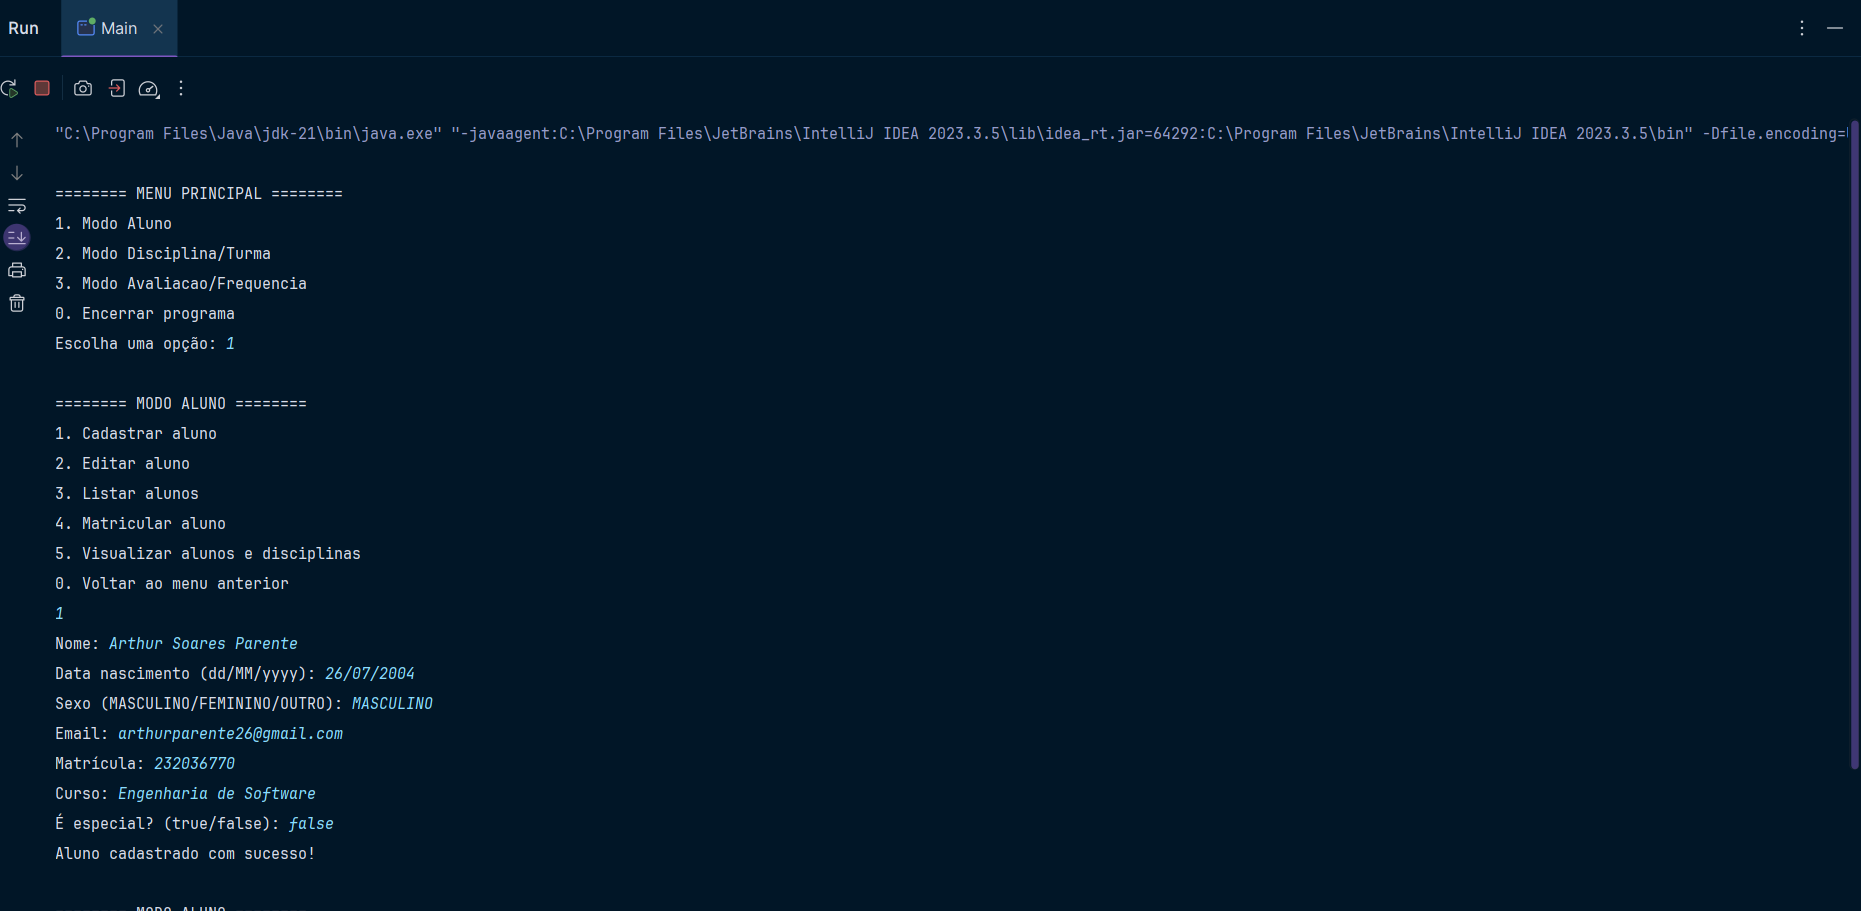 Run Main
"C:\Program Files\Java\jdk-21\bin\java.exe" "-javaagent:C:\Program Files\JetBrains\IntelliJ IDEA 2023.3.5\lib\idea_rt.jar=64292:C:\Program Files\JetBrains\IntelliJ IDEA 2023.3.5\bin" -Dfile.encoding=
======== MENU PRINCIPAL ========
1. Modo Aluno
2. Modo Disciplina/Turma
3. Modo Avaliacao/Frequencia
0. Encerrar programa
Escolha uma opção: 1
======== MODO ALUNO ========
1. Cadastrar aluno
2. Editar aluno
3. Listar alunos
4. Matricular aluno
5. Visualizar alunos e disciplinas
0. Voltar ao menu anterior
1
Nome: Arthur Soares Parente
Data nascimento (dd/MM/yyyy): 26/07/2004
Sexo (MASCULINO/FEMININO/OUTRO): MASCULINO
Email: arthurparente26@gmail.com
Matrícula: 232036770
Curso: Engenharia de Software
É especial? (true/false): false
Aluno cadastrado com sucesso!
======== MODO ALUNO ========